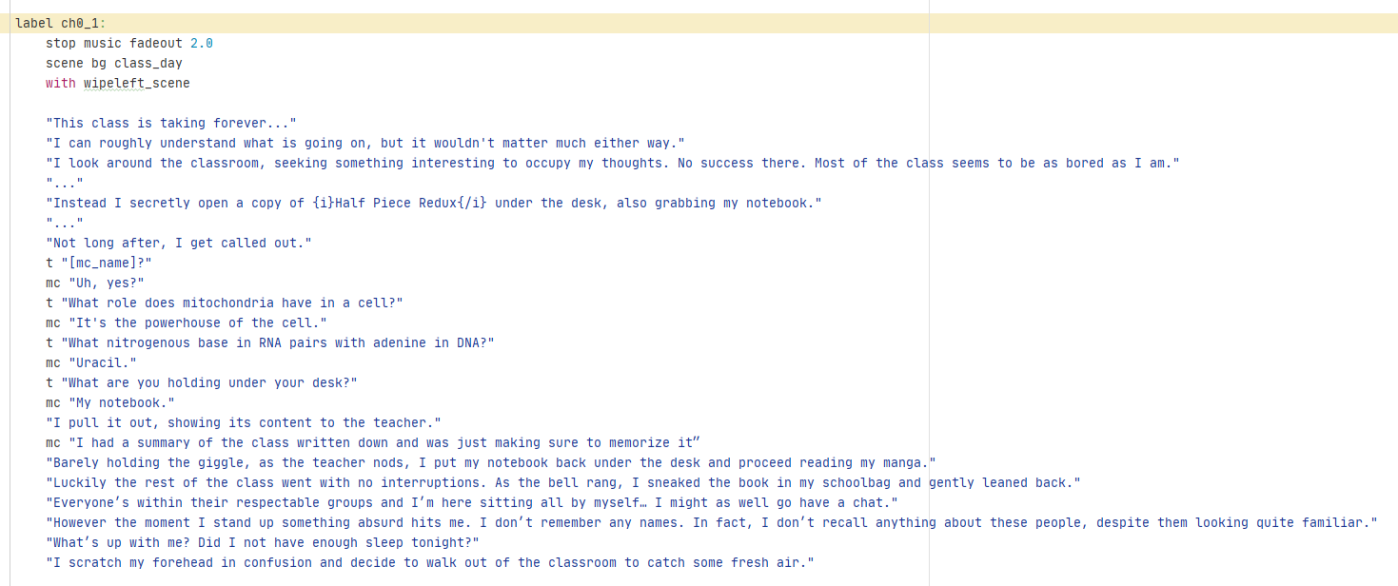 label ch0_1:
stop music fadeout 2.0
scene bg class_day
with wipeleft_scene
"This class is taking forever..."
"I can roughly understand what is going on, but it wouldn't matter much either way."
"I look around the classroom, seeking something interesting to occupy my thoughts. No success there. Most of the class seems to be as bored as I am."
"..."
"Instead I secretly open a copy of {i}Half Piece Redux{/i} under the desk, also grabbing my notebook."
"..."
"Not long after, I get called out."
t "[mc_name]?"
mc "Uh, yes?"
t "What role does mitochondria have in a cell?"
mc "It's the powerhouse of the cell."
t "What nitrogenous base in RNA pairs with adenine in DNA?"
mc "Uracil."
t "What are you holding under your desk?"
mc "My notebook."
"I pull it out, showing its content to the teacher."
mc "I had a summary of the class written down and was just making sure to memorize it”
"Barely holding the giggle, as the teacher nods, I put my notebook back under the desk and proceed reading my manga."
"Luckily the rest of the class went with no interruptions. As the bell rang, I sneaked the book in my schoolbag and gently leaned back."
"Everyone’s within their respectable groups and I’m here sitting all by myself… I might as well go have a chat."
"However the moment I stand up something absurd hits me. I don’t remember any names. In fact, I don’t recall anything about these people, despite them looking quite familiar."
"What’s up with me? Did I not have enough sleep tonight?"
"I scratch my forehead in confusion and decide to walk out of the classroom to catch some fresh air."